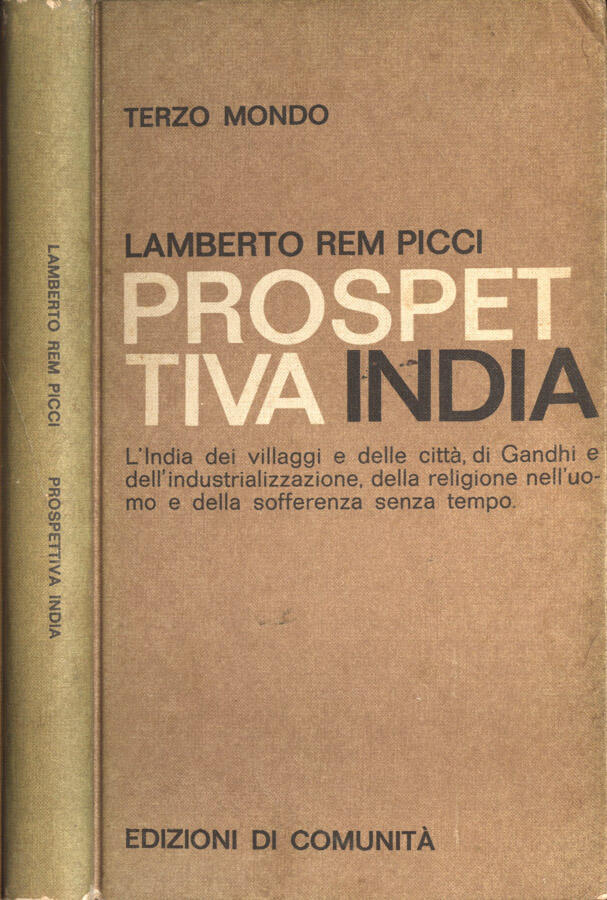 TERZO MONDO
LAMBERTO REM PICCI
PROSPET
TIVA INDIA
L'India dei villaggi e delle città, di Gandhi e
dell'industrializzazione, della religione nell'uo-
mo e della sofferenza senza tempo.
EDIZIONI DI COMUNITÀ
LAMBERTO REM PICCI PROSPETTIVA INDIA